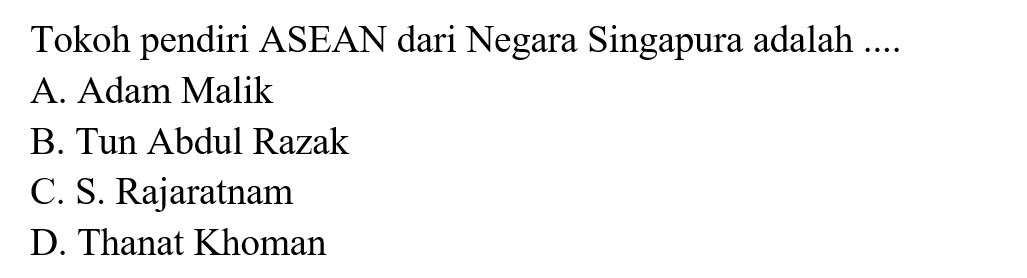 Tokoh pendiri ASEAN dari Negara Singapura adalah ....
A. Adam Malik
B. Tun Abdul Razak
C. S. Rajaratnam
D. Thanat Khoman